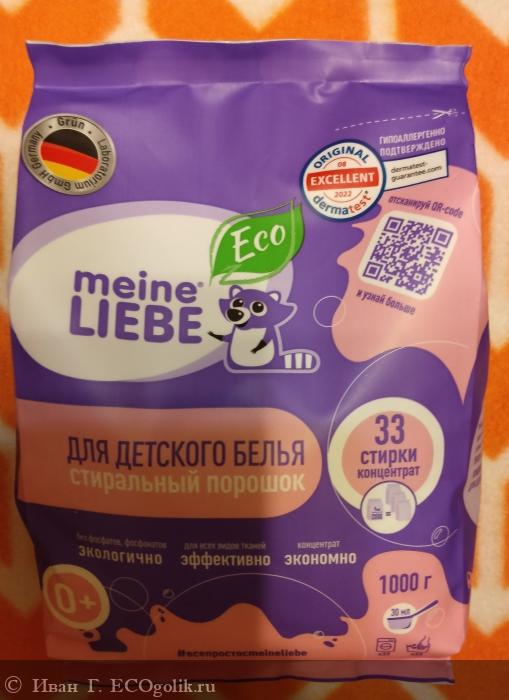 Grün
Laboratorium GmbH Germany
ГИПОАЛЛЕРГЕННО
ПОДТВЕРЖДЕНО
ORIGINAL
08
EXCELLENT
2022
dermatest®
dermatest-
guarantee.com
отсканируй QR-code
и узнай больше
Eco
meine®
LIEBE
ДЛЯ ДЕТСКОГО БЕЛЬЯ
стиральный порошок
33
СТИРКИ
концентрат
без фосфатов, фосфонатов
ЭКОЛОГИЧНО
для всех видов тканей
ЭФФЕКТИВНО
концентрат
ЭКОНОМНО
0+
1000 г
30 мл
#всепростосmeineliebe
© Иван Г. ECOgolik.ru